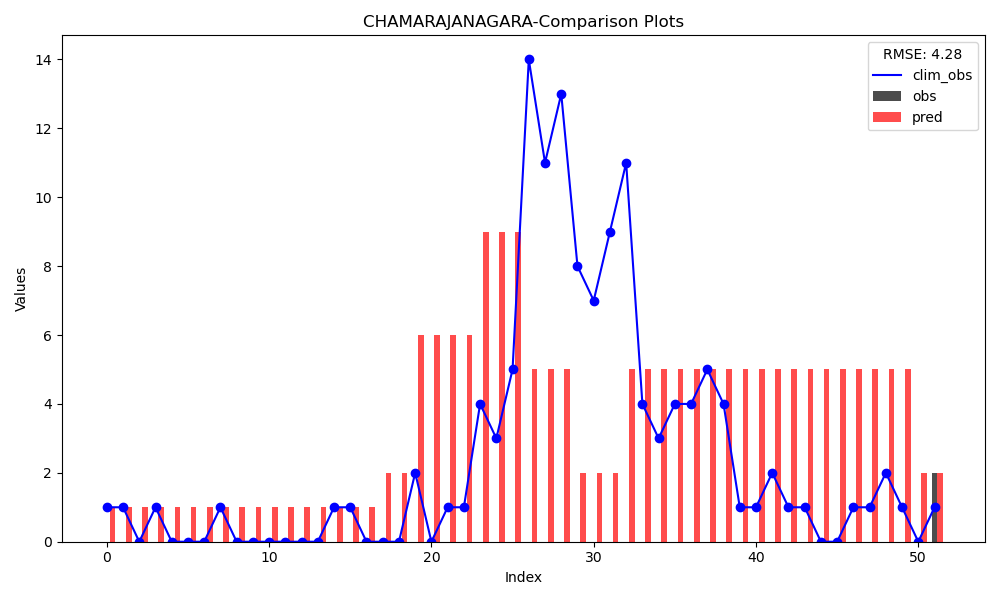 CHAMARAJANAGARA-Comparison Plots
RMSE: 4.28
clim_obs
obs
pred
Values
14
12
10
8
6
4
2
0
0 10 20 30 40 50
Index